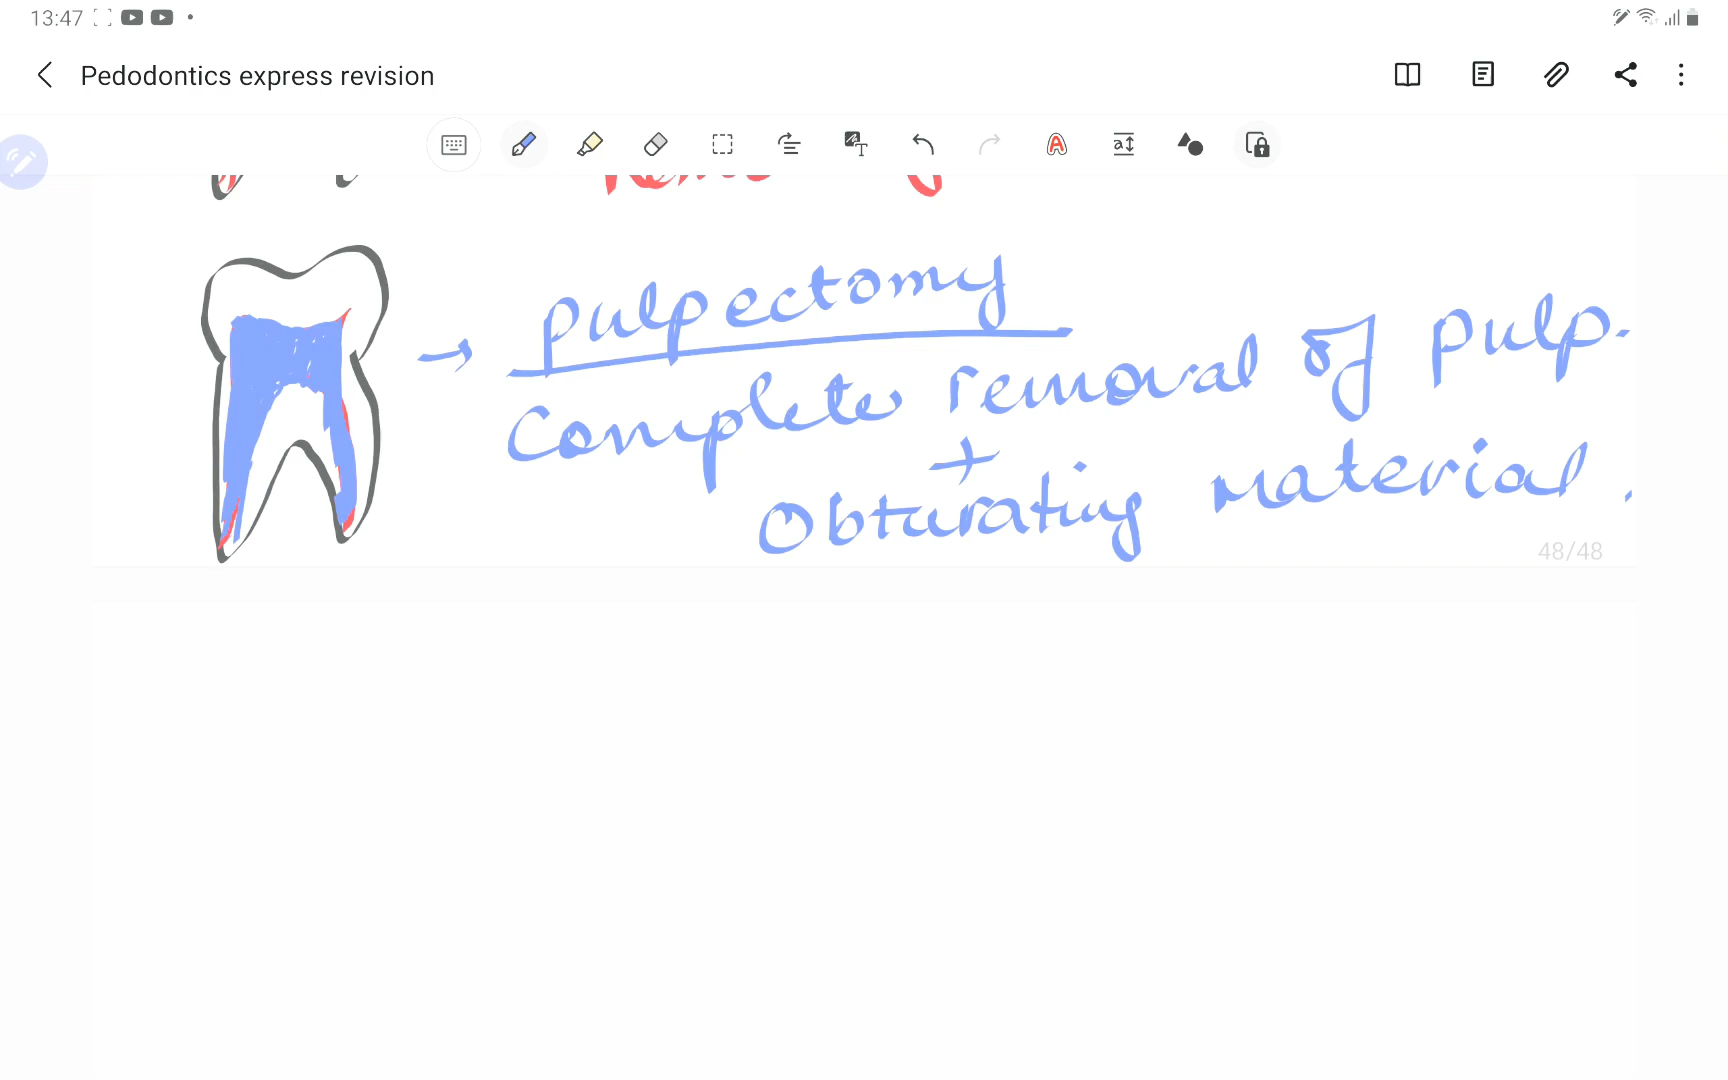 13:47
Pedodontics express revision
→ pulpectomy
Complete removal of pulp.
+
Obturating material.
48/48